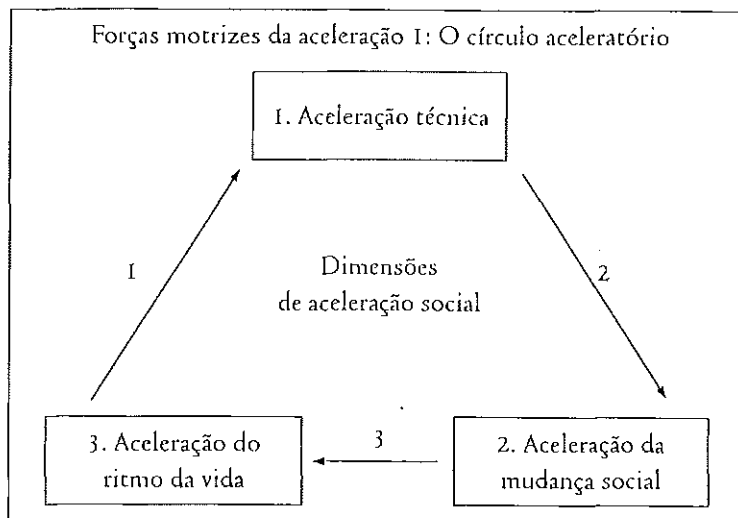 Forças motrizes da aceleração I: O círculo aceleratório
1. Aceleração técnica
1
2
Dimensões
de aceleração social
3. Aceleração do
ritmo da vida
3
2. Aceleração da
mudança social